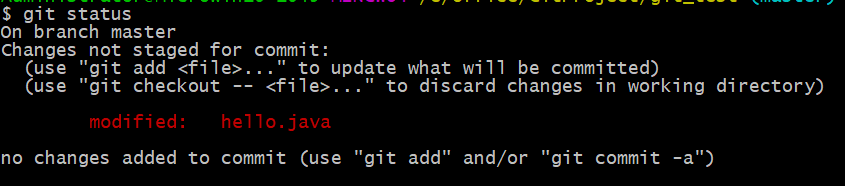 $ git status
On branch master
Changes not staged for commit:
  (use "git add <file>..." to update what will be committed)
  (use "git checkout -- <file>..." to discard changes in working directory)

        modified:   hello.java

no changes added to commit (use "git add" and/or "git commit -a")